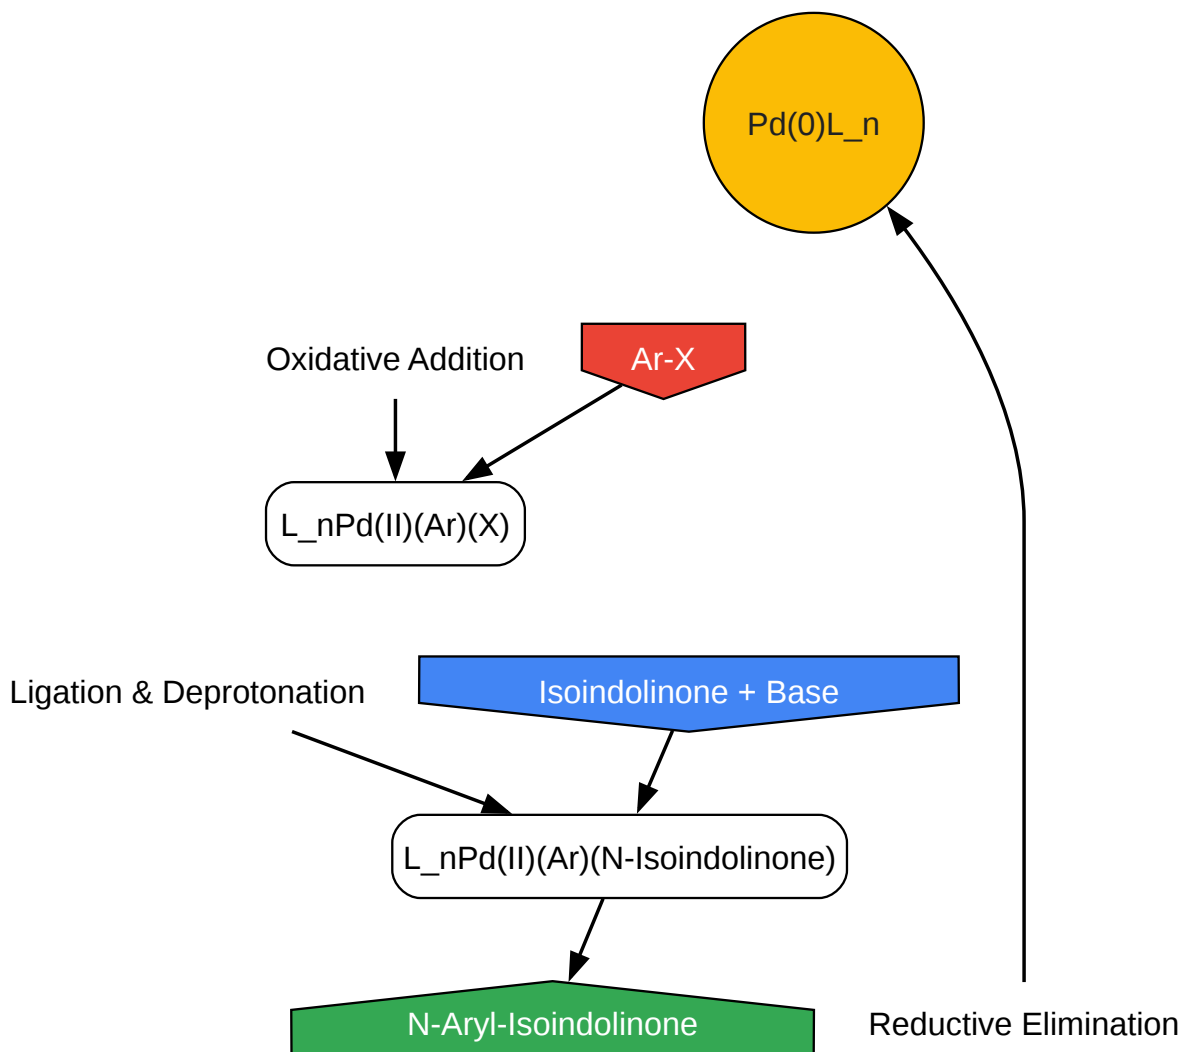 Pd(0)L_n
Oxidative Addition
Ar-X
L_nPd(II)(Ar)(X)
Ligation & Deprotonation
Isoindolinone + Base
L_nPd(II)(Ar)(N-Isoindolinone)
N-Aryl-Isoindolinone
Reductive Elimination